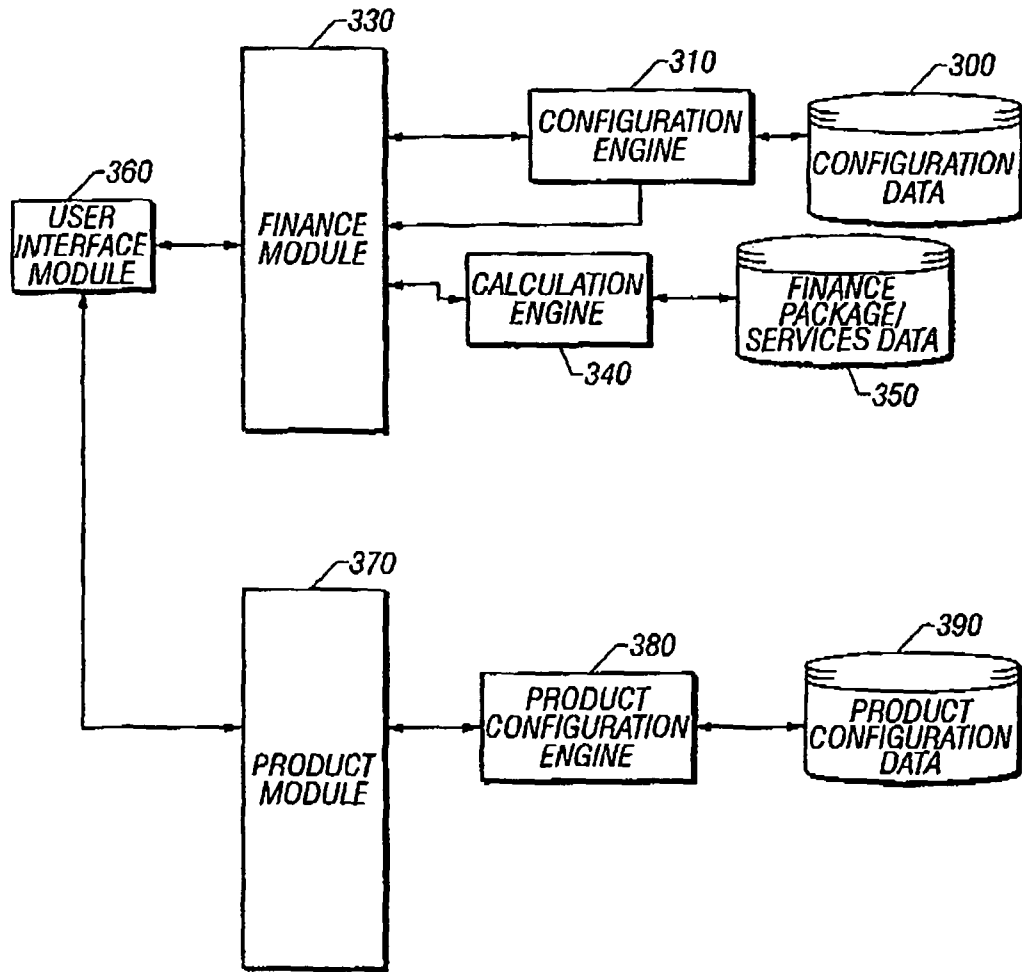 330
310
300
CONFIGURATION
ENGINE
CONFIGURATION
DATA
360
USER
INTERFACE
MODULE
FINANCE
MODULE
CALCULATION
ENGINE
340
FINANCE
PACKAGE/
SERVICES DATA
350
370
380
390
PRODUCT
CONFIGURATION
ENGINE
PRODUCT
CONFIGURATION
DATA
PRODUCT
MODULE